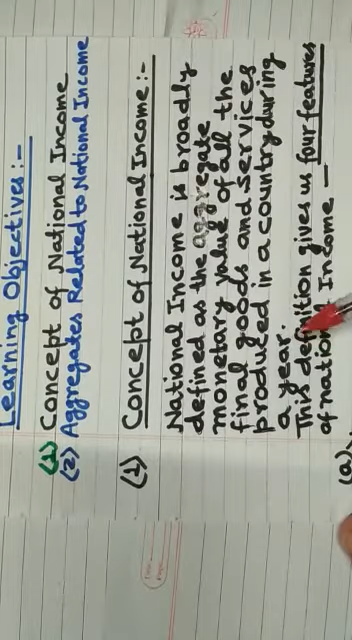 Learning Objectives :-
(1) Concept of National Income
(2) Aggregates Related to National Income
(1) Concept of National Income :-
National Income is broadly
defined as the aggregate
monetary value of all the
final goods and services
produced in a country during
a year.
This definition gives us four features
of national Income —
(a)